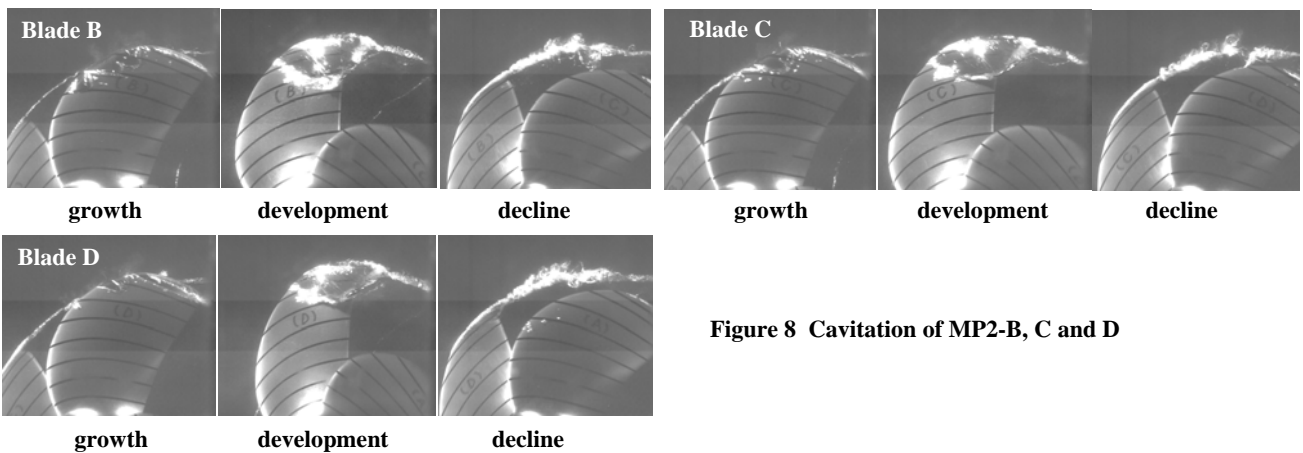 Blade B
Blade C
(B)
(B)
(B)
(C)
(C)
(C)
(C)
(D)
growth
development
decline
growth
development
decline
Blade D
(D)
(D)
(D)
(A)
Figure 8 Cavitation of MP2-B, C and D
growth
development
decline